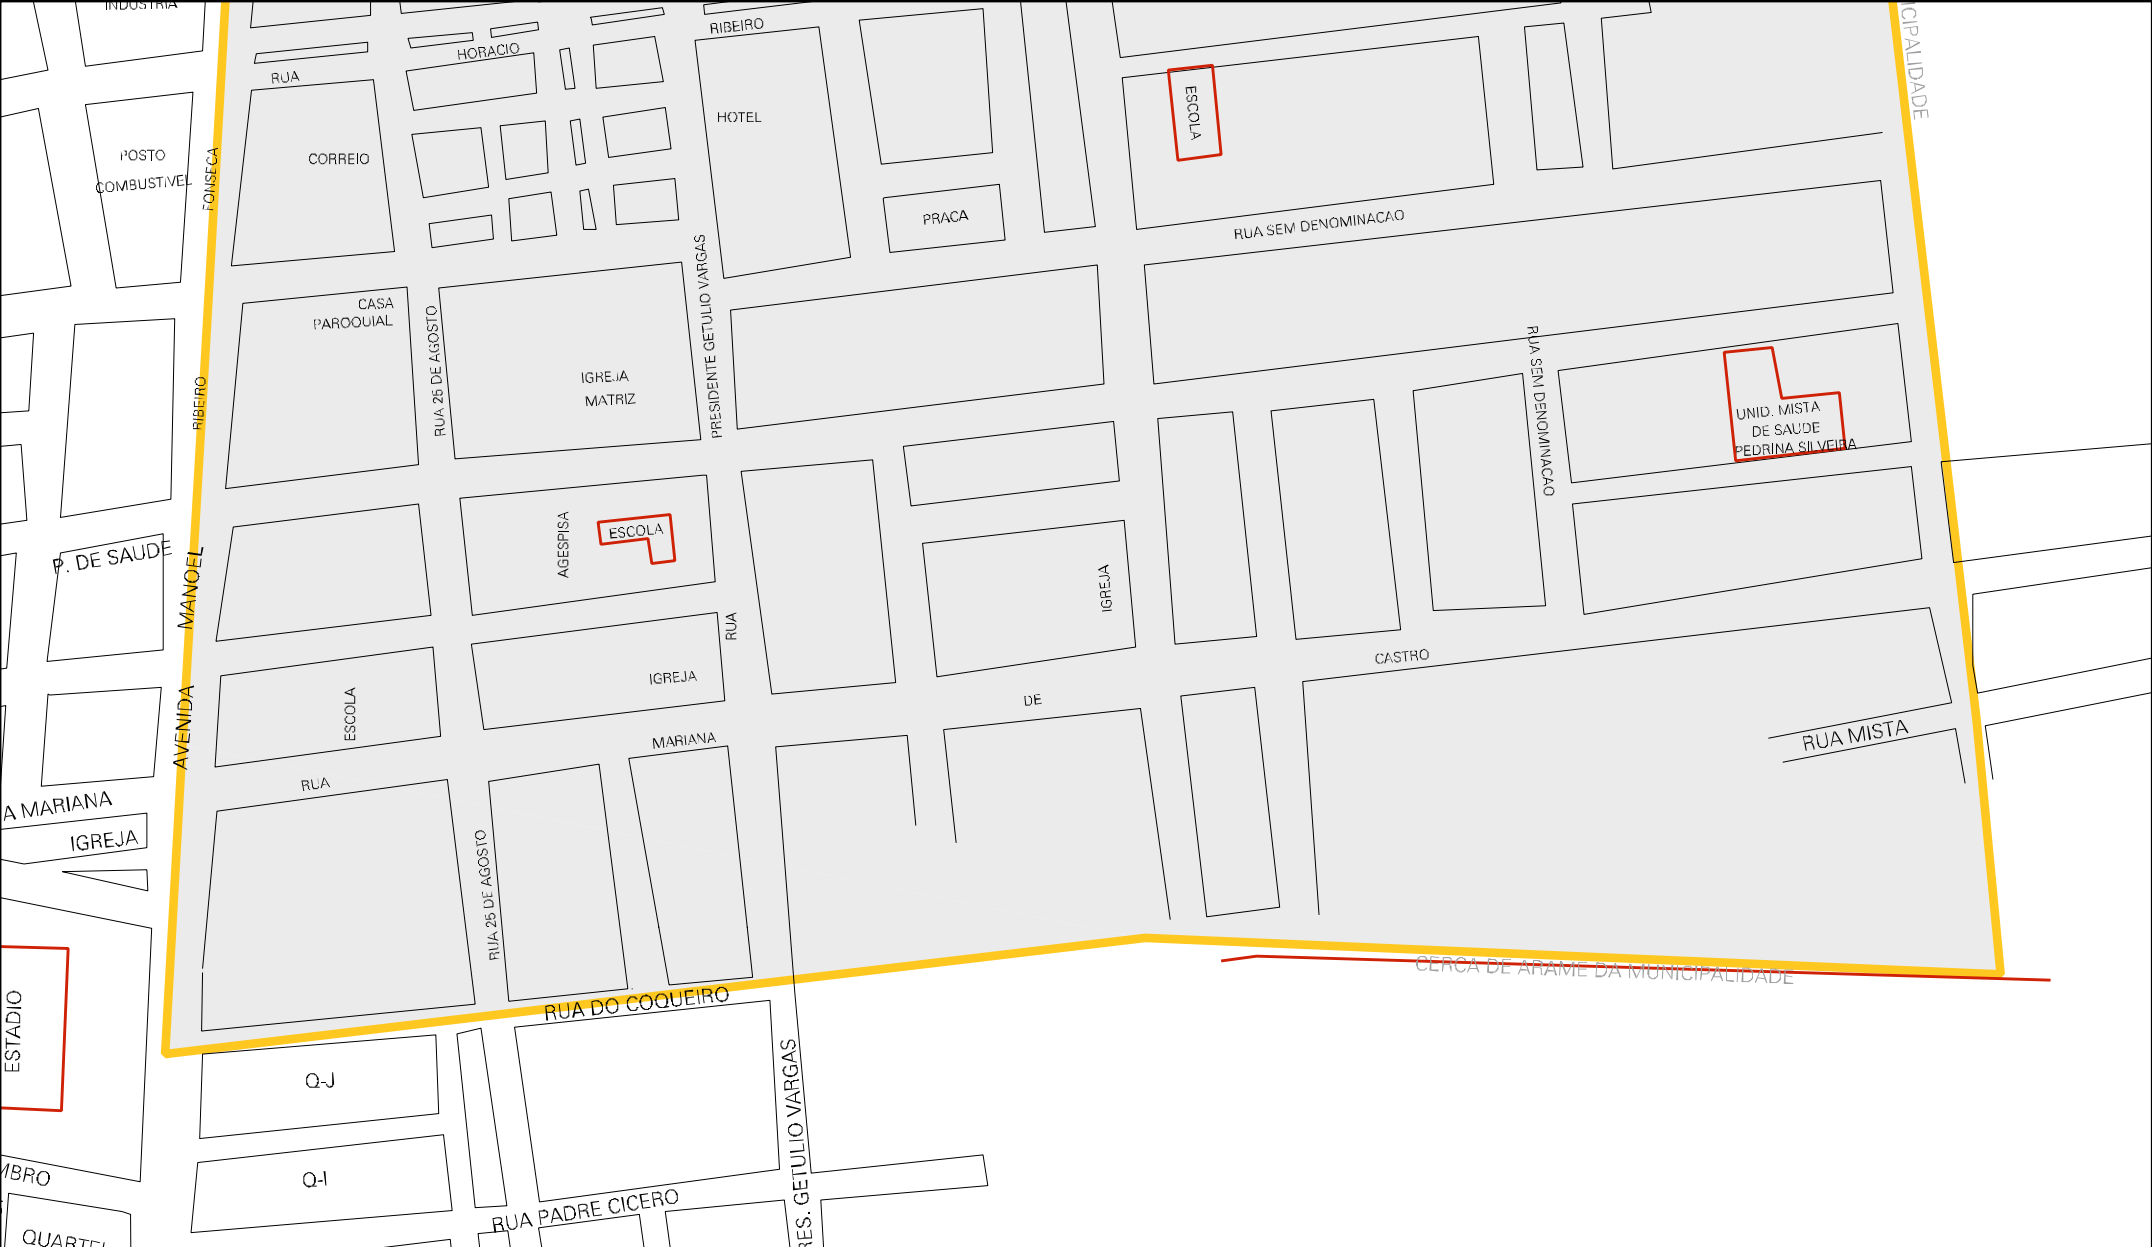 INDUSTRIA
RIBEIRO
HORACIO
RUA
CIPALIDADE
HOTEL
ESCOLA
POSTO
COMBUSTIVEL
CORREIO
FONSECA
PRACA
RUA SEM DENOMINACAO
CASA
PAROQUIAL
RUA 25 DE AGOSTO
PRESIDENTE GETULIO VARGAS
IGREJA
MATRIZ
RIBEIRO
RUA SEM DENOMINACAO
UNID. MISTA
DE SAUDE
PEDRINA SILVEIRA
P. DE SAUDE
MANOEL
AGESPISA
ESCOLA
IGREJA
RUA
IGREJA
CASTRO
DE
AVENIDA
ESCOLA
MARIANA
RUA MISTA
RUA
A MARIANA
IGREJA
RUA 25 DE AGOSTO
CERCA DE ARAME DA MUNICIPALIDADE
RUA DO COQUEIRO
ESTADIO
Q-J
RES. GETULIO VARGAS
MBRO
Q-I
RUA PADRE CICERO
QUARTEL